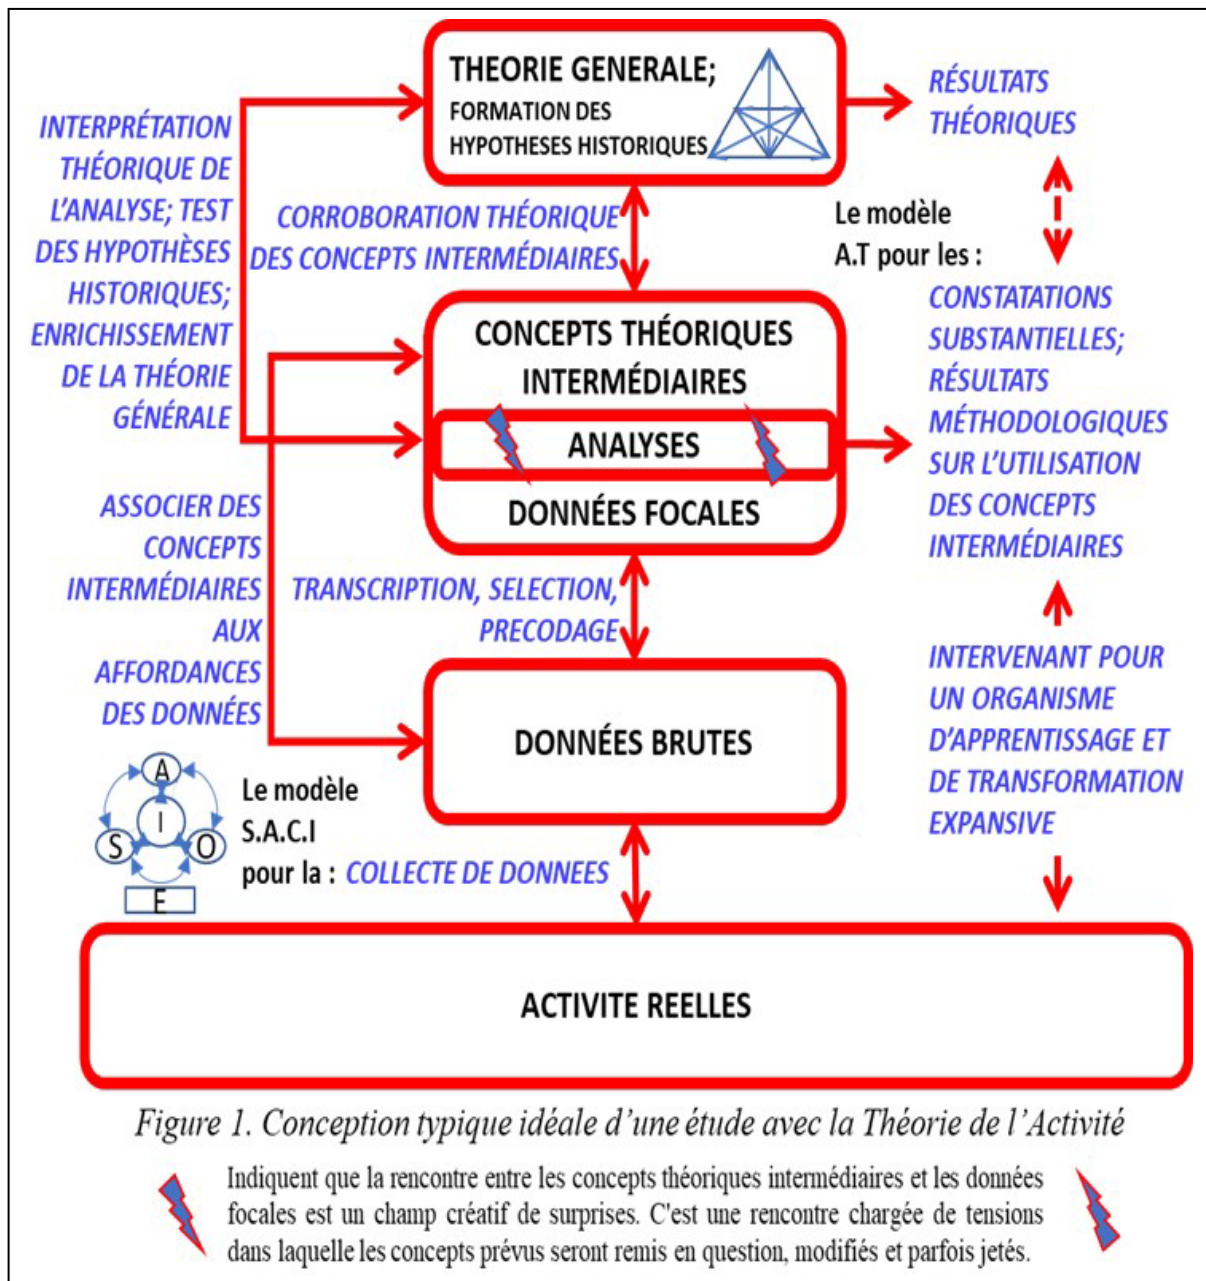 THEORIE GENERALE;
FORMATION DES
HYPOTHESES HISTORIQUES
RÉSULTATS
THÉORIQUES
INTERPRÉTATION
THÉORIQUE DE
L'ANALYSE; TEST
DES HYPOTHÈSES
HISTORIQUES;
ENRICHISSEMENT
DE LA THÉORIE
GÉNÉRALE
CORROBORATION THÉORIQUE
DES CONCEPTS INTERMÉDIAIRES
Le modèle
A.T pour les :
CONCEPTS THÉORIQUES
INTERMÉDIAIRES
ANALYSES
DONNÉES FOCALES
CONSTATATIONS
SUBSTANTIELLES;
RÉSULTATS
MÉTHODOLOGIQUES
SUR L'UTILISATION
DES CONCEPTS
INTERMÉDIAIRES
ASSOCIER DES
CONCEPTS
INTERMÉDIAIRES
AUX
AFFORDANCES
DES DONNÉES
TRANSCRIPTION, SELECTION,
PRECODAGE
DONNÉES BRUTES
INTERVENANT POUR
UN ORGANISME
D'APPRENTISSAGE ET
DE TRANSFORMATION
EXPANSIVE
A
I
S O
E
Le modèle
S.A.C.I
pour la : COLLECTE DE DONNEES
ACTIVITE REELLES
Figure 1. Conception typique idéale d'une étude avec la Théorie de l'Activité
Indiquent que la rencontre entre les concepts théoriques intermédiaires et les données
focales est un champ créatif de surprises. C'est une rencontre chargée de tensions
dans laquelle les concepts prévus seront remis en question, modifiés et parfois jetés.